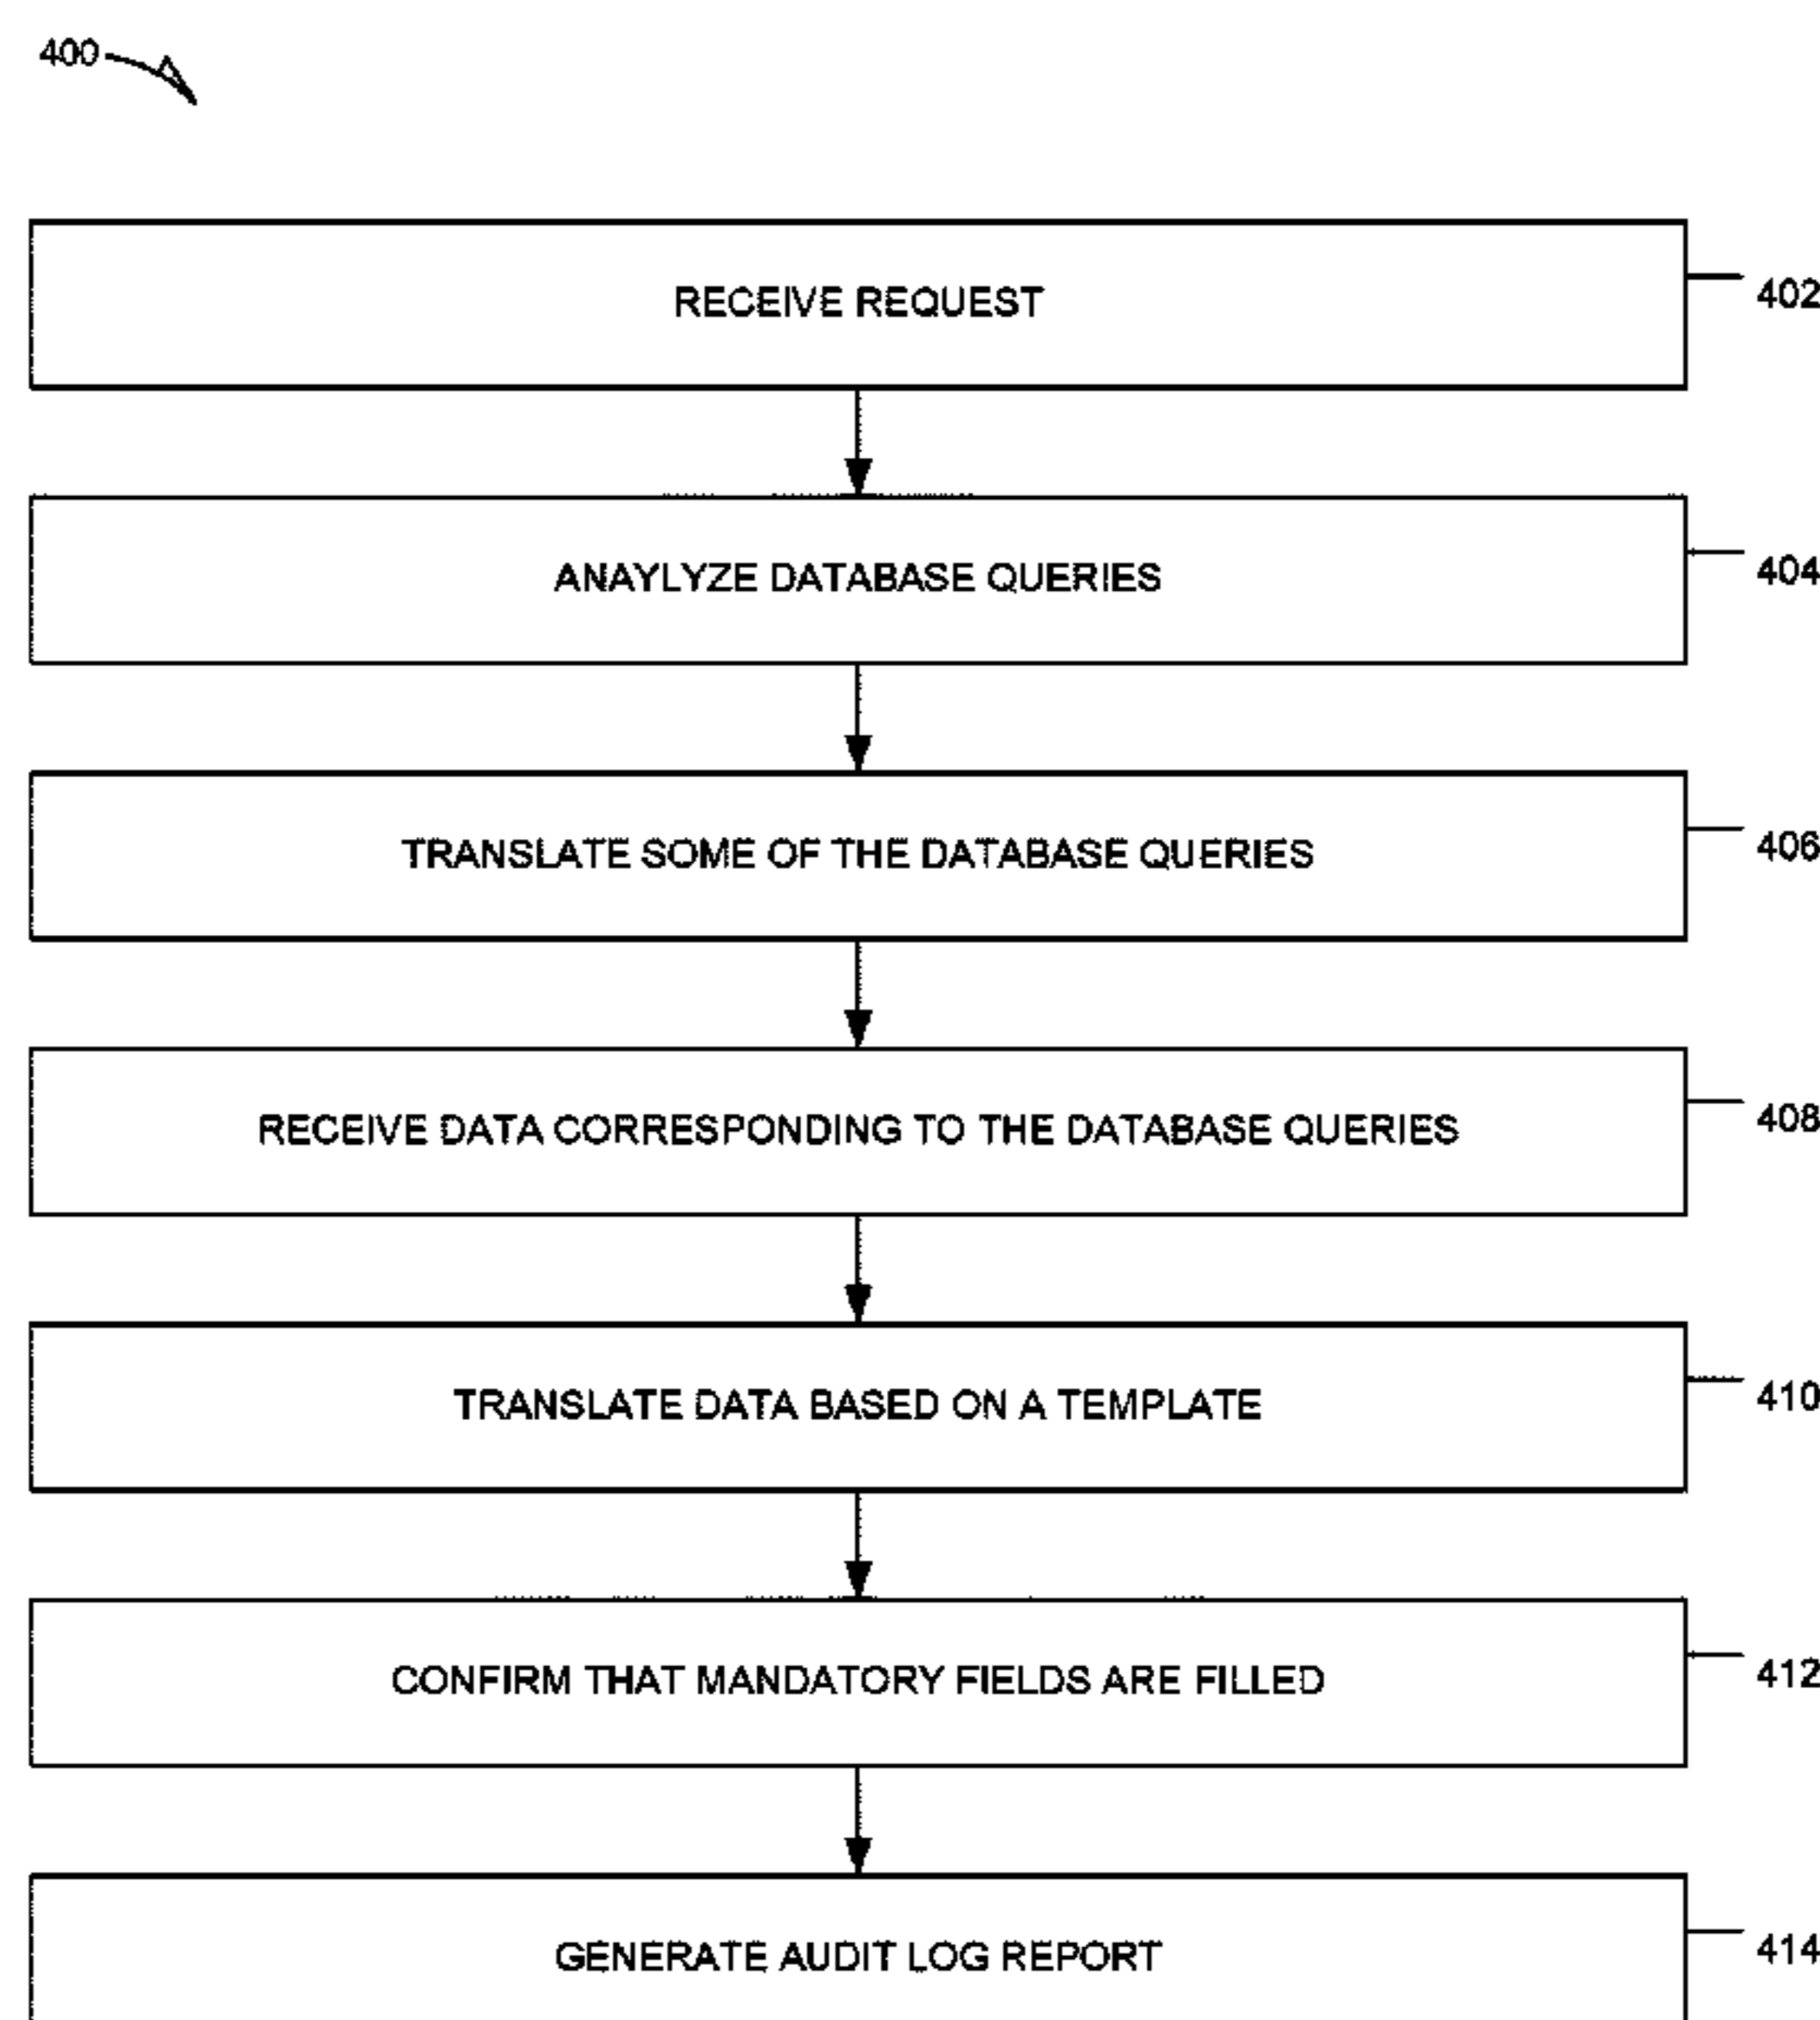 400
RECEIVE REQUEST
402
ANAYLYZE DATABASE QUERIES
404
TRANSLATE SOME OF THE DATABASE QUERIES
406
RECEIVE DATA CORRESPONDING TO THE DATABASE QUERIES
408
TRANSLATE DATA BASED ON A TEMPLATE
410
CONFIRM THAT MANDATORY FIELDS ARE FILLED
412
GENERATE AUDIT LOG REPORT
414